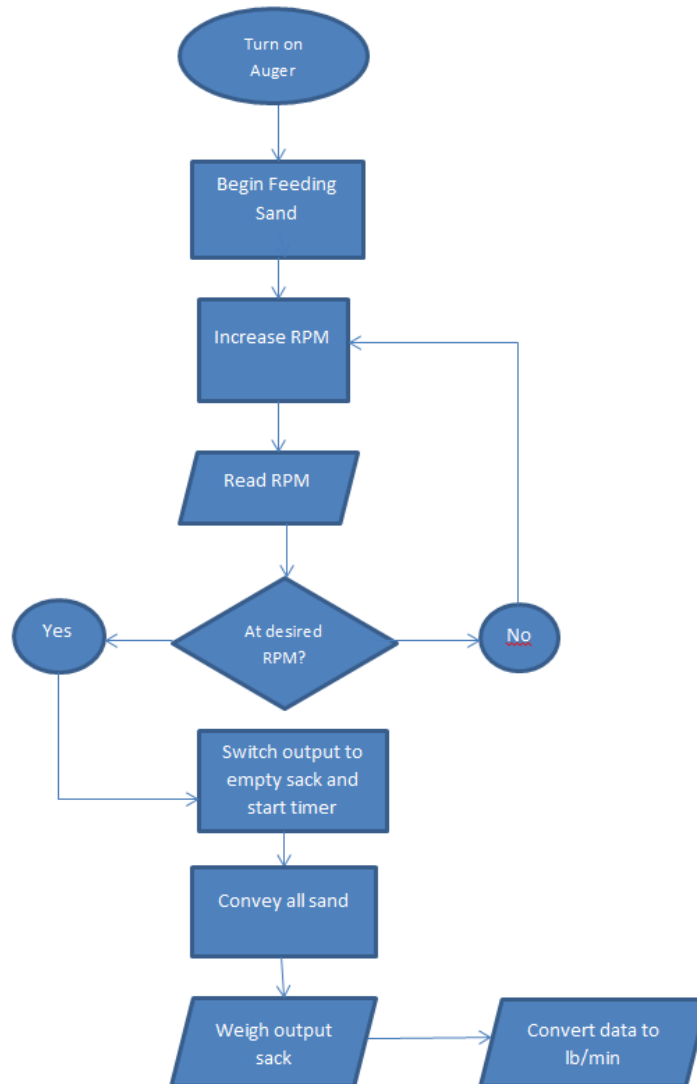 Turn on
Auger
Begin Feeding
Sand
Increase RPM
Read RPM
At desired
RPM?
Yes
No
Switch output to
empty sack and
start timer
Convey all sand
Weigh output
sack
Convert data to
lb/min